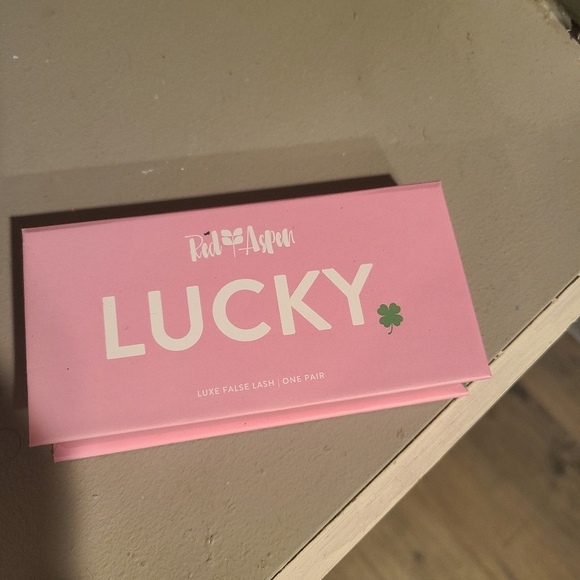 Red Aspen
LUCKY
LUXE FALSE LASH | ONE PAIR